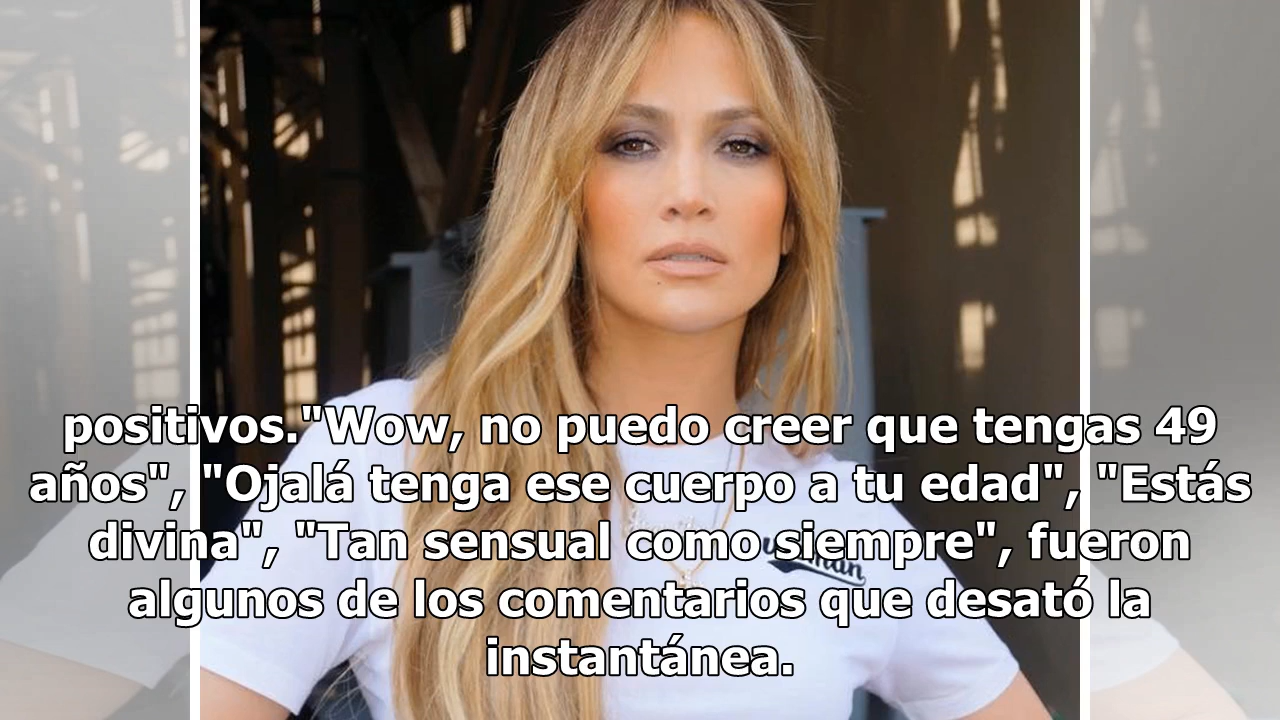 positivos."Wow, no puedo creer que tengas 49
años", "Ojalá tenga ese cuerpo a tu edad", "Estás
divina", "Tan sensual como siempre", fueron
algunos de los comentarios que desató la
instantánea.